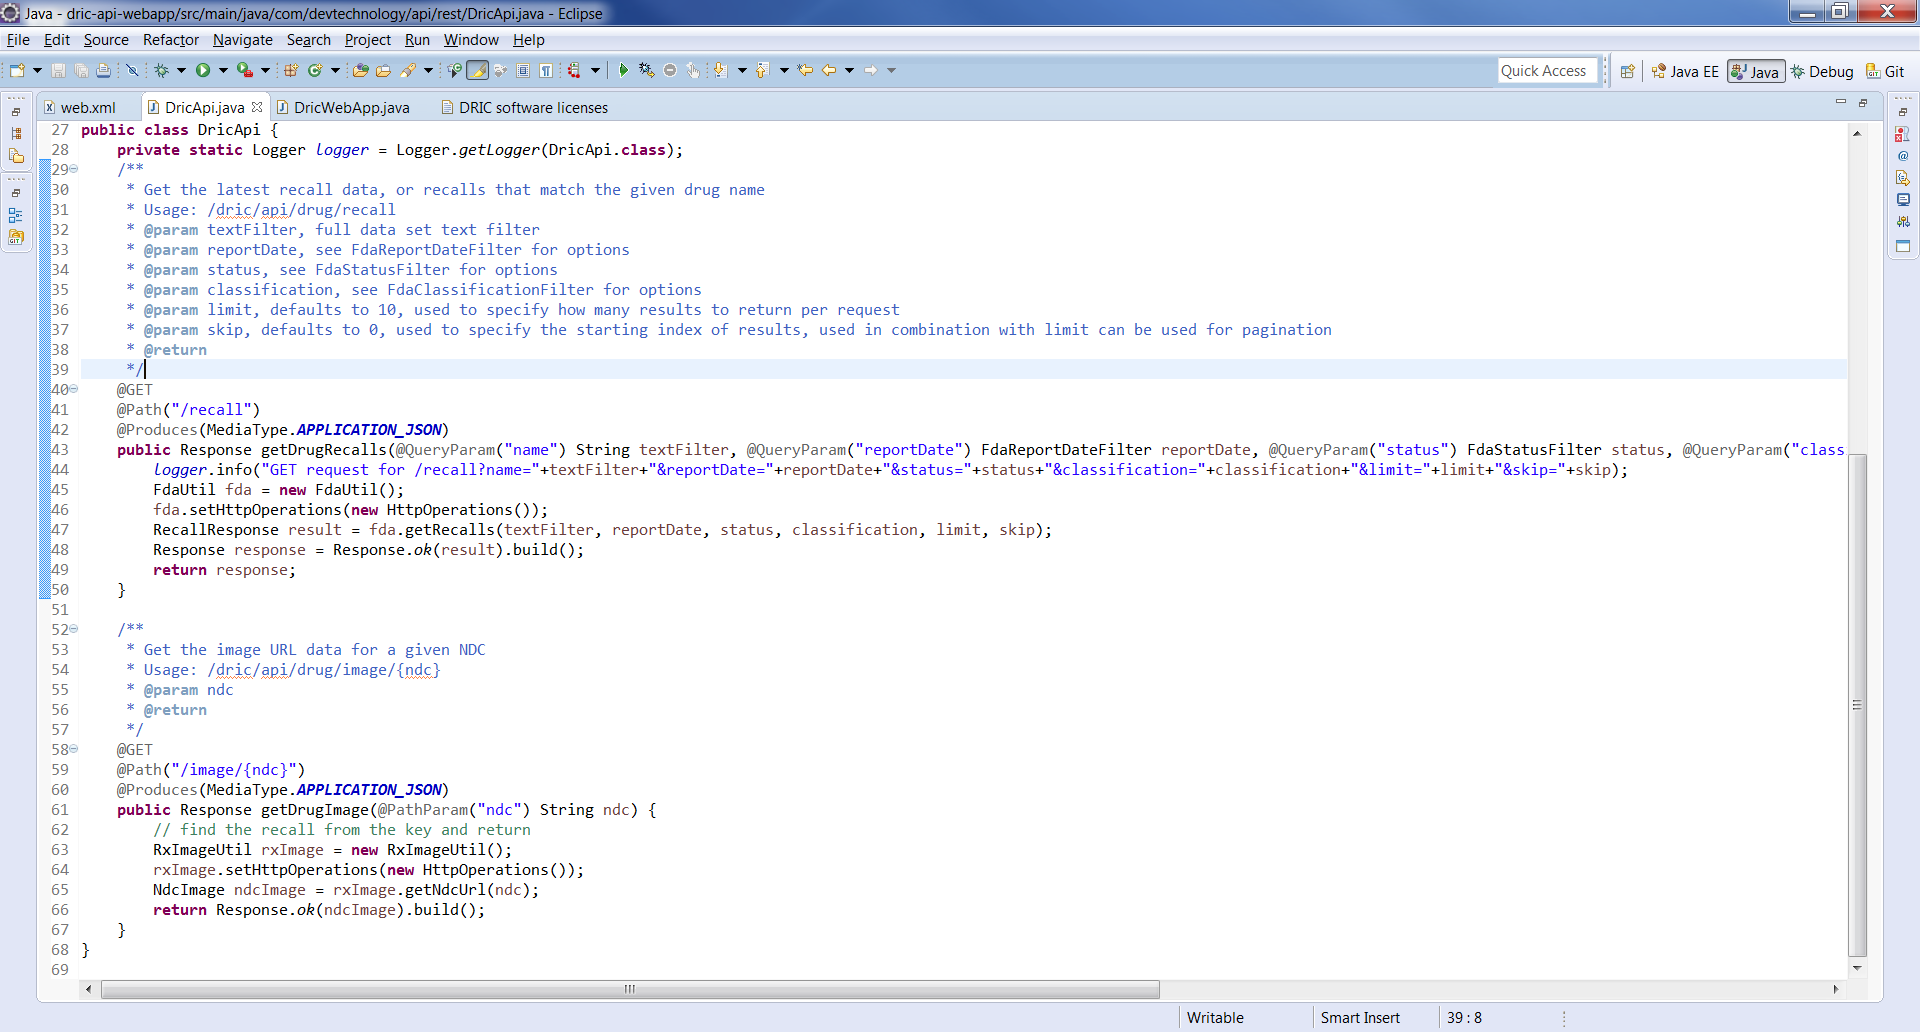 Java - dric-api-webapp/src/main/java/com/devtechnology/api/rest/DricApi.java - Eclipse
File Edit Source Refactor Navigate Search Project Run Window Help
Quick Access Java EE Java Debug Git
web.xml DricApi.java DricWebApp.java DRIC software licenses
27 public class DricApi {
28 private static Logger logger = Logger.getLogger(DricApi.class);
29 /**
30 * Get the latest recall data, or recalls that match the given drug name
31 * Usage: /dric/api/drug/recall
32 * @param textFilter, full data set text filter
33 * @param reportDate, see FdaReportDateFilter for options
34 * @param status, see FdaStatusFilter for options
35 * @param classification, see FdaClassificationFilter for options
36 * @param limit, defaults to 10, used to specify how many results to return per request
37 * @param skip, defaults to 0, used to specify the starting index of results, used in combination with limit can be used for pagination
38 * @return
39 */
40 @GET
41 @Path("/recall")
42 @Produces(MediaType.APPLICATION_JSON)
43 public Response getDrugRecalls(@QueryParam("name") String textFilter, @QueryParam("reportDate") FdaReportDateFilter reportDate, @QueryParam("status") FdaStatusFilter status, @QueryParam("class
44 logger.info("GET request for /recall?name="+textFilter+"&reportDate="+reportDate+"&status="+status+"&classification="+classification+"&limit="+limit+"&skip="+skip);
45 FdaUtil fda = new FdaUtil();
46 fda.setHttpOperations(new HttpOperations());
47 RecallResponse result = fda.getRecalls(textFilter, reportDate, status, classification, limit, skip);
48 Response response = Response.ok(result).build();
49 return response;
50 }
51
52 /**
53 * Get the image URL data for a given NDC
54 * Usage: /dric/api/drug/image/{ndc}
55 * @param ndc
56 * @return
57 */
58 @GET
59 @Path("/image/{ndc}")
60 @Produces(MediaType.APPLICATION_JSON)
61 public Response getDrugImage(@PathParam("ndc") String ndc) {
62 // find the recall from the key and return
63 RxImageUtil rxImage = new RxImageUtil();
64 rxImage.setHttpOperations(new HttpOperations());
65 NdcImage ndcImage = rxImage.getNdcUrl(ndc);
66 return Response.ok(ndcImage).build();
67 }
68 }
69
Writable Smart Insert 39 : 8